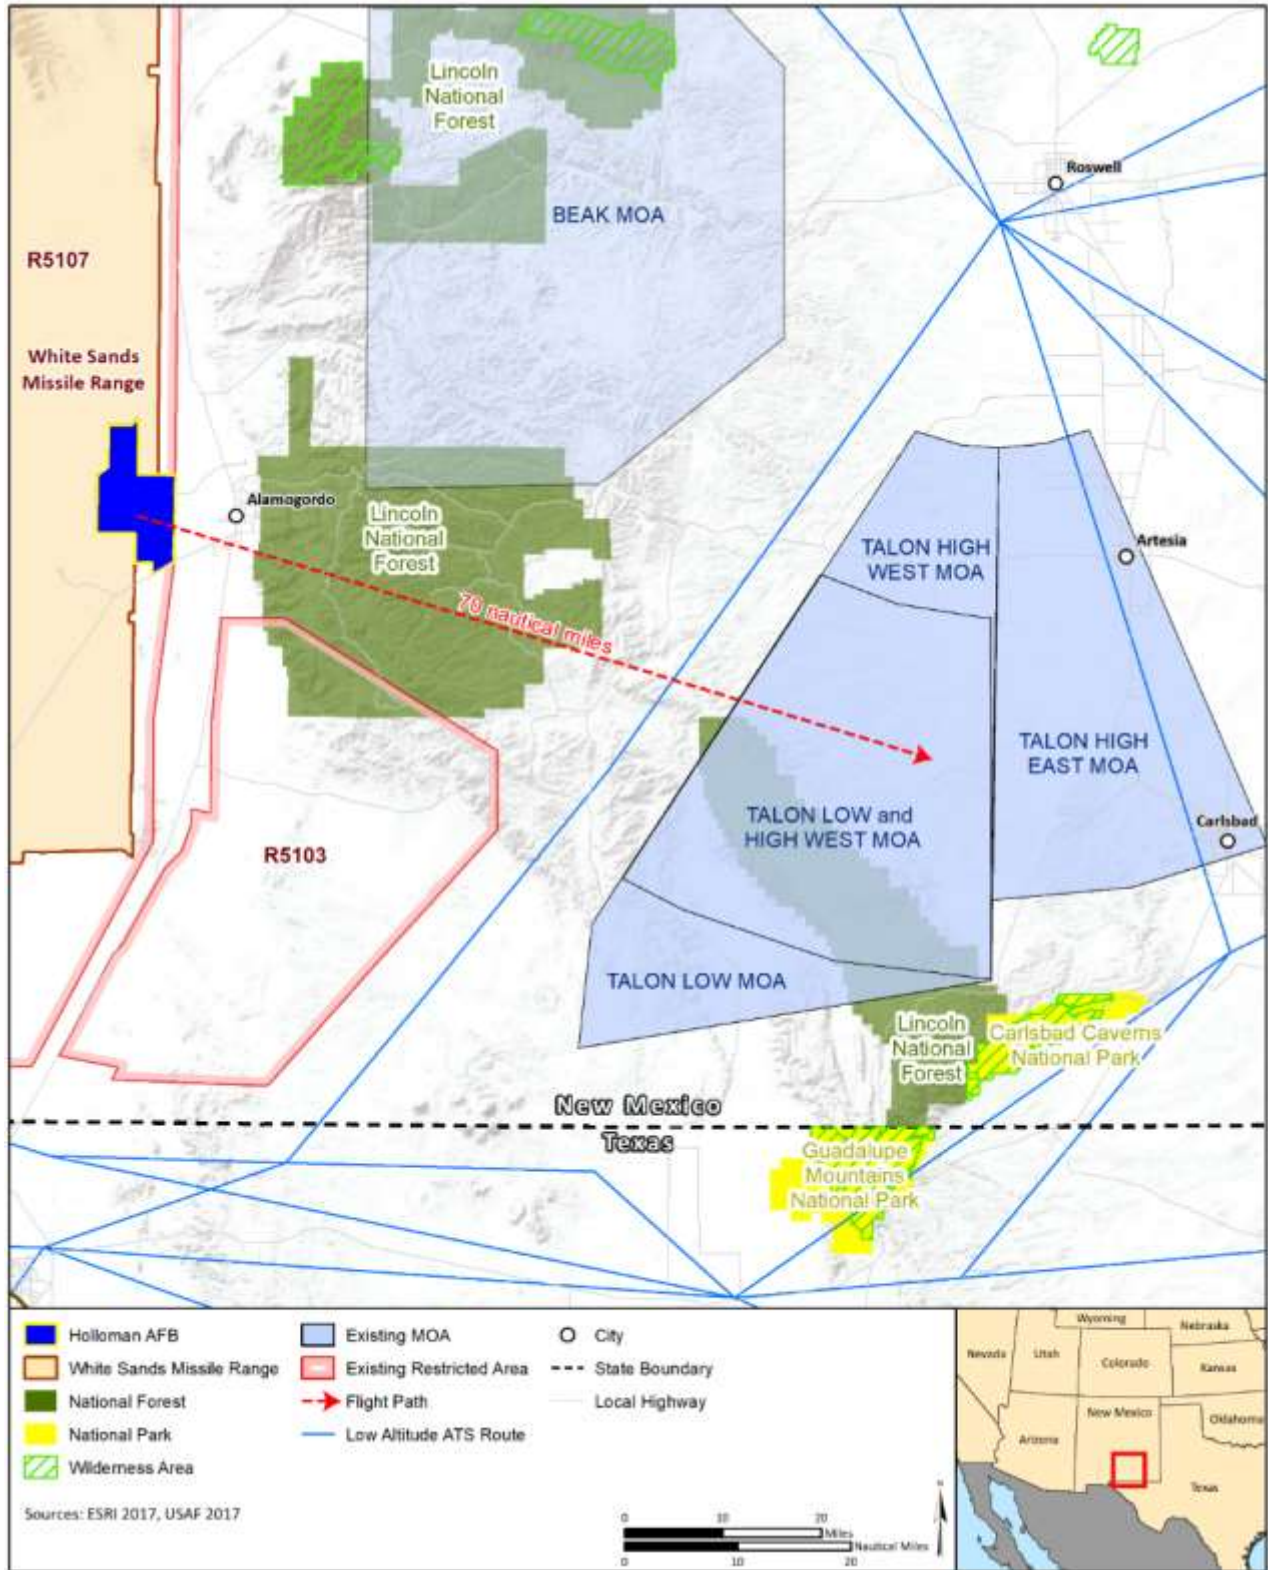 Lincoln
National
Forest
Roswell
BEAK MOA
R5107
White Sands
Missile Range
Alamogordo
Lincoln
National
Forest
TALON HIGH
WEST MOA
Artesia
70 nautical miles
TALON HIGH
EAST MOA
TALON LOW and
HIGH WEST MOA
Carlsbad
R5103
TALON LOW MOA
Lincoln
National
Forest
Carlsbad Caverns
National Park
New Mexico
Texas
Guadalupe
Mountains
National Park
Holloman AFB
White Sands Missile Range
National Forest
National Park
Wilderness Area
Existing MOA
Existing Restricted Area
Flight Path
Low Altitude ATS Route
City
State Boundary
Local Highway
Sources: ESRI 2017, USAF 2017
0 10 20
Miles
Nautical Miles
0 10 20
N
Wyoming
Nebraska
Nevada
Utah
Colorado
Kansas
New Mexico
Oklahoma
Arizona
Texas